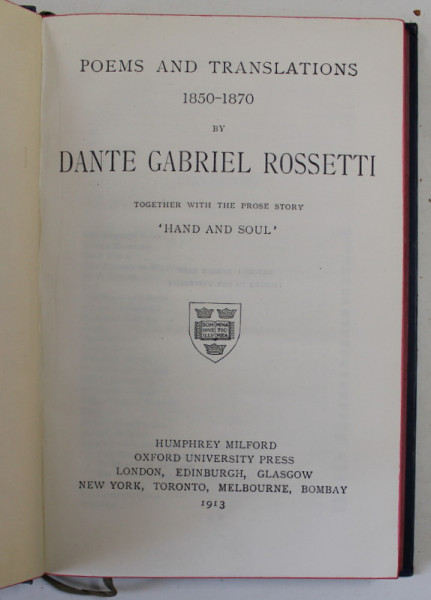 POEMS AND TRANSLATIONS
1850–1870
BY
DANTE GABRIEL ROSSETTI
TOGETHER WITH THE PROSE STORY
'HAND AND SOUL'
HUMPHREY MILFORD
OXFORD UNIVERSITY PRESS
LONDON, EDINBURGH, GLASGOW
NEW YORK, TORONTO, MELBOURNE, BOMBAY
1913